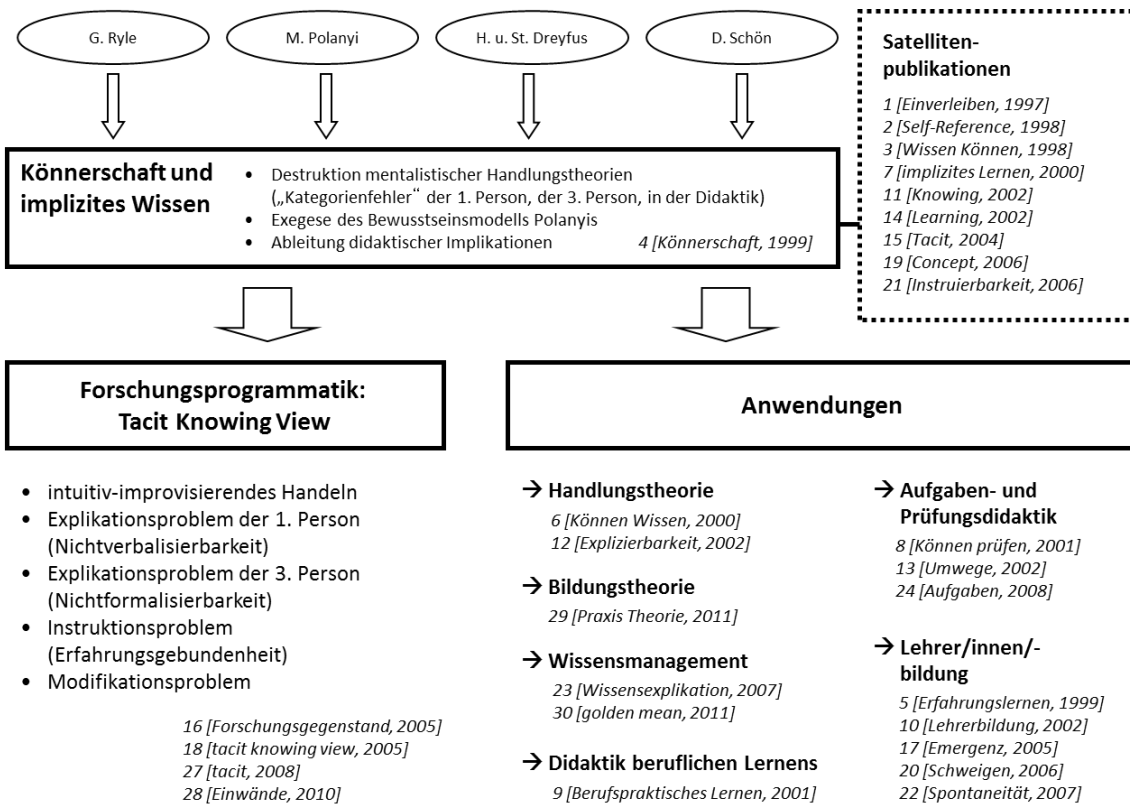 G. Ryle
M. Polanyi
H. u. St. Dreyfus
D. Schön
Satelliten-
publikationen
1 [Einverleiben, 1997]
2 [Self-Reference, 1998]
3 [Wissen Können, 1998]
7 [implizites Lernen, 2000]
11 [Knowing, 2002]
14 [Learning, 2002]
15 [Tacit, 2004]
19 [Concept, 2006]
21 [Instruierbarkeit, 2006]
Könnerschaft und
implizites Wissen
• Destruktion mentalistischer Handlungstheorien
(„Kategorienfehler“ der 1. Person, der 3. Person, in der Didaktik)
• Exegese des Bewusstseinsmodells Polanyis
• Ableitung didaktischer Implikationen 4 [Könnerschaft, 1999]
Forschungsprogrammatik:
Tacit Knowing View
• intuitiv-improvisierendes Handeln
• Explikationsproblem der 1. Person
(Nichtverbalisierbarkeit)
• Explikationsproblem der 3. Person
(Nichtformalisierbarkeit)
• Instruktionsproblem
(Erfahrungsgebundenheit)
• Modifikationsproblem
16 [Forschungsgegenstand, 2005]
18 [tacit knowing view, 2005]
27 [tacit, 2008]
28 [Einwände, 2010]
Anwendungen
→ Handlungstheorie
6 [Können Wissen, 2000]
12 [Explizierbarkeit, 2002]
→ Bildungstheorie
29 [Praxis Theorie, 2011]
→ Wissensmanagement
23 [Wissensexplikation, 2007]
30 [golden mean, 2011]
→ Didaktik beruflichen Lernens
9 [Berufspraktisches Lernen, 2001]
→ Aufgaben- und
Prüfungsdidaktik
8 [Können prüfen, 2001]
13 [Umwege, 2002]
24 [Aufgaben, 2008]
→ Lehrer/innen/-
bildung
5 [Erfahrungslernen, 1999]
10 [Lehrerbildung, 2002]
17 [Emergenz, 2005]
20 [Schweigen, 2006]
22 [Spontaneität, 2007]